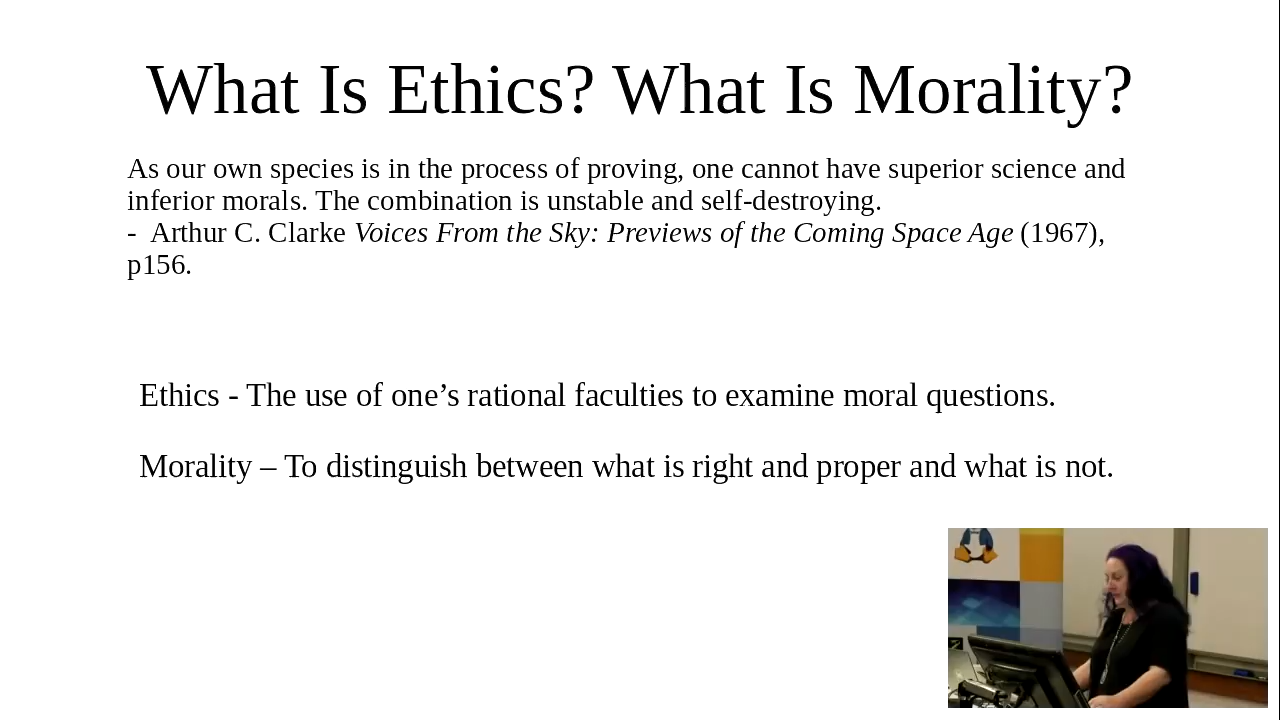 What Is Ethics? What Is Morality?
As our own species is in the process of proving, one cannot have superior science and
inferior morals. The combination is unstable and self-destroying.
- Arthur C. Clarke Voices From the Sky: Previews of the Coming Space Age (1967),
p156.
Ethics - The use of one’s rational faculties to examine moral questions.
Morality – To distinguish between what is right and proper and what is not.